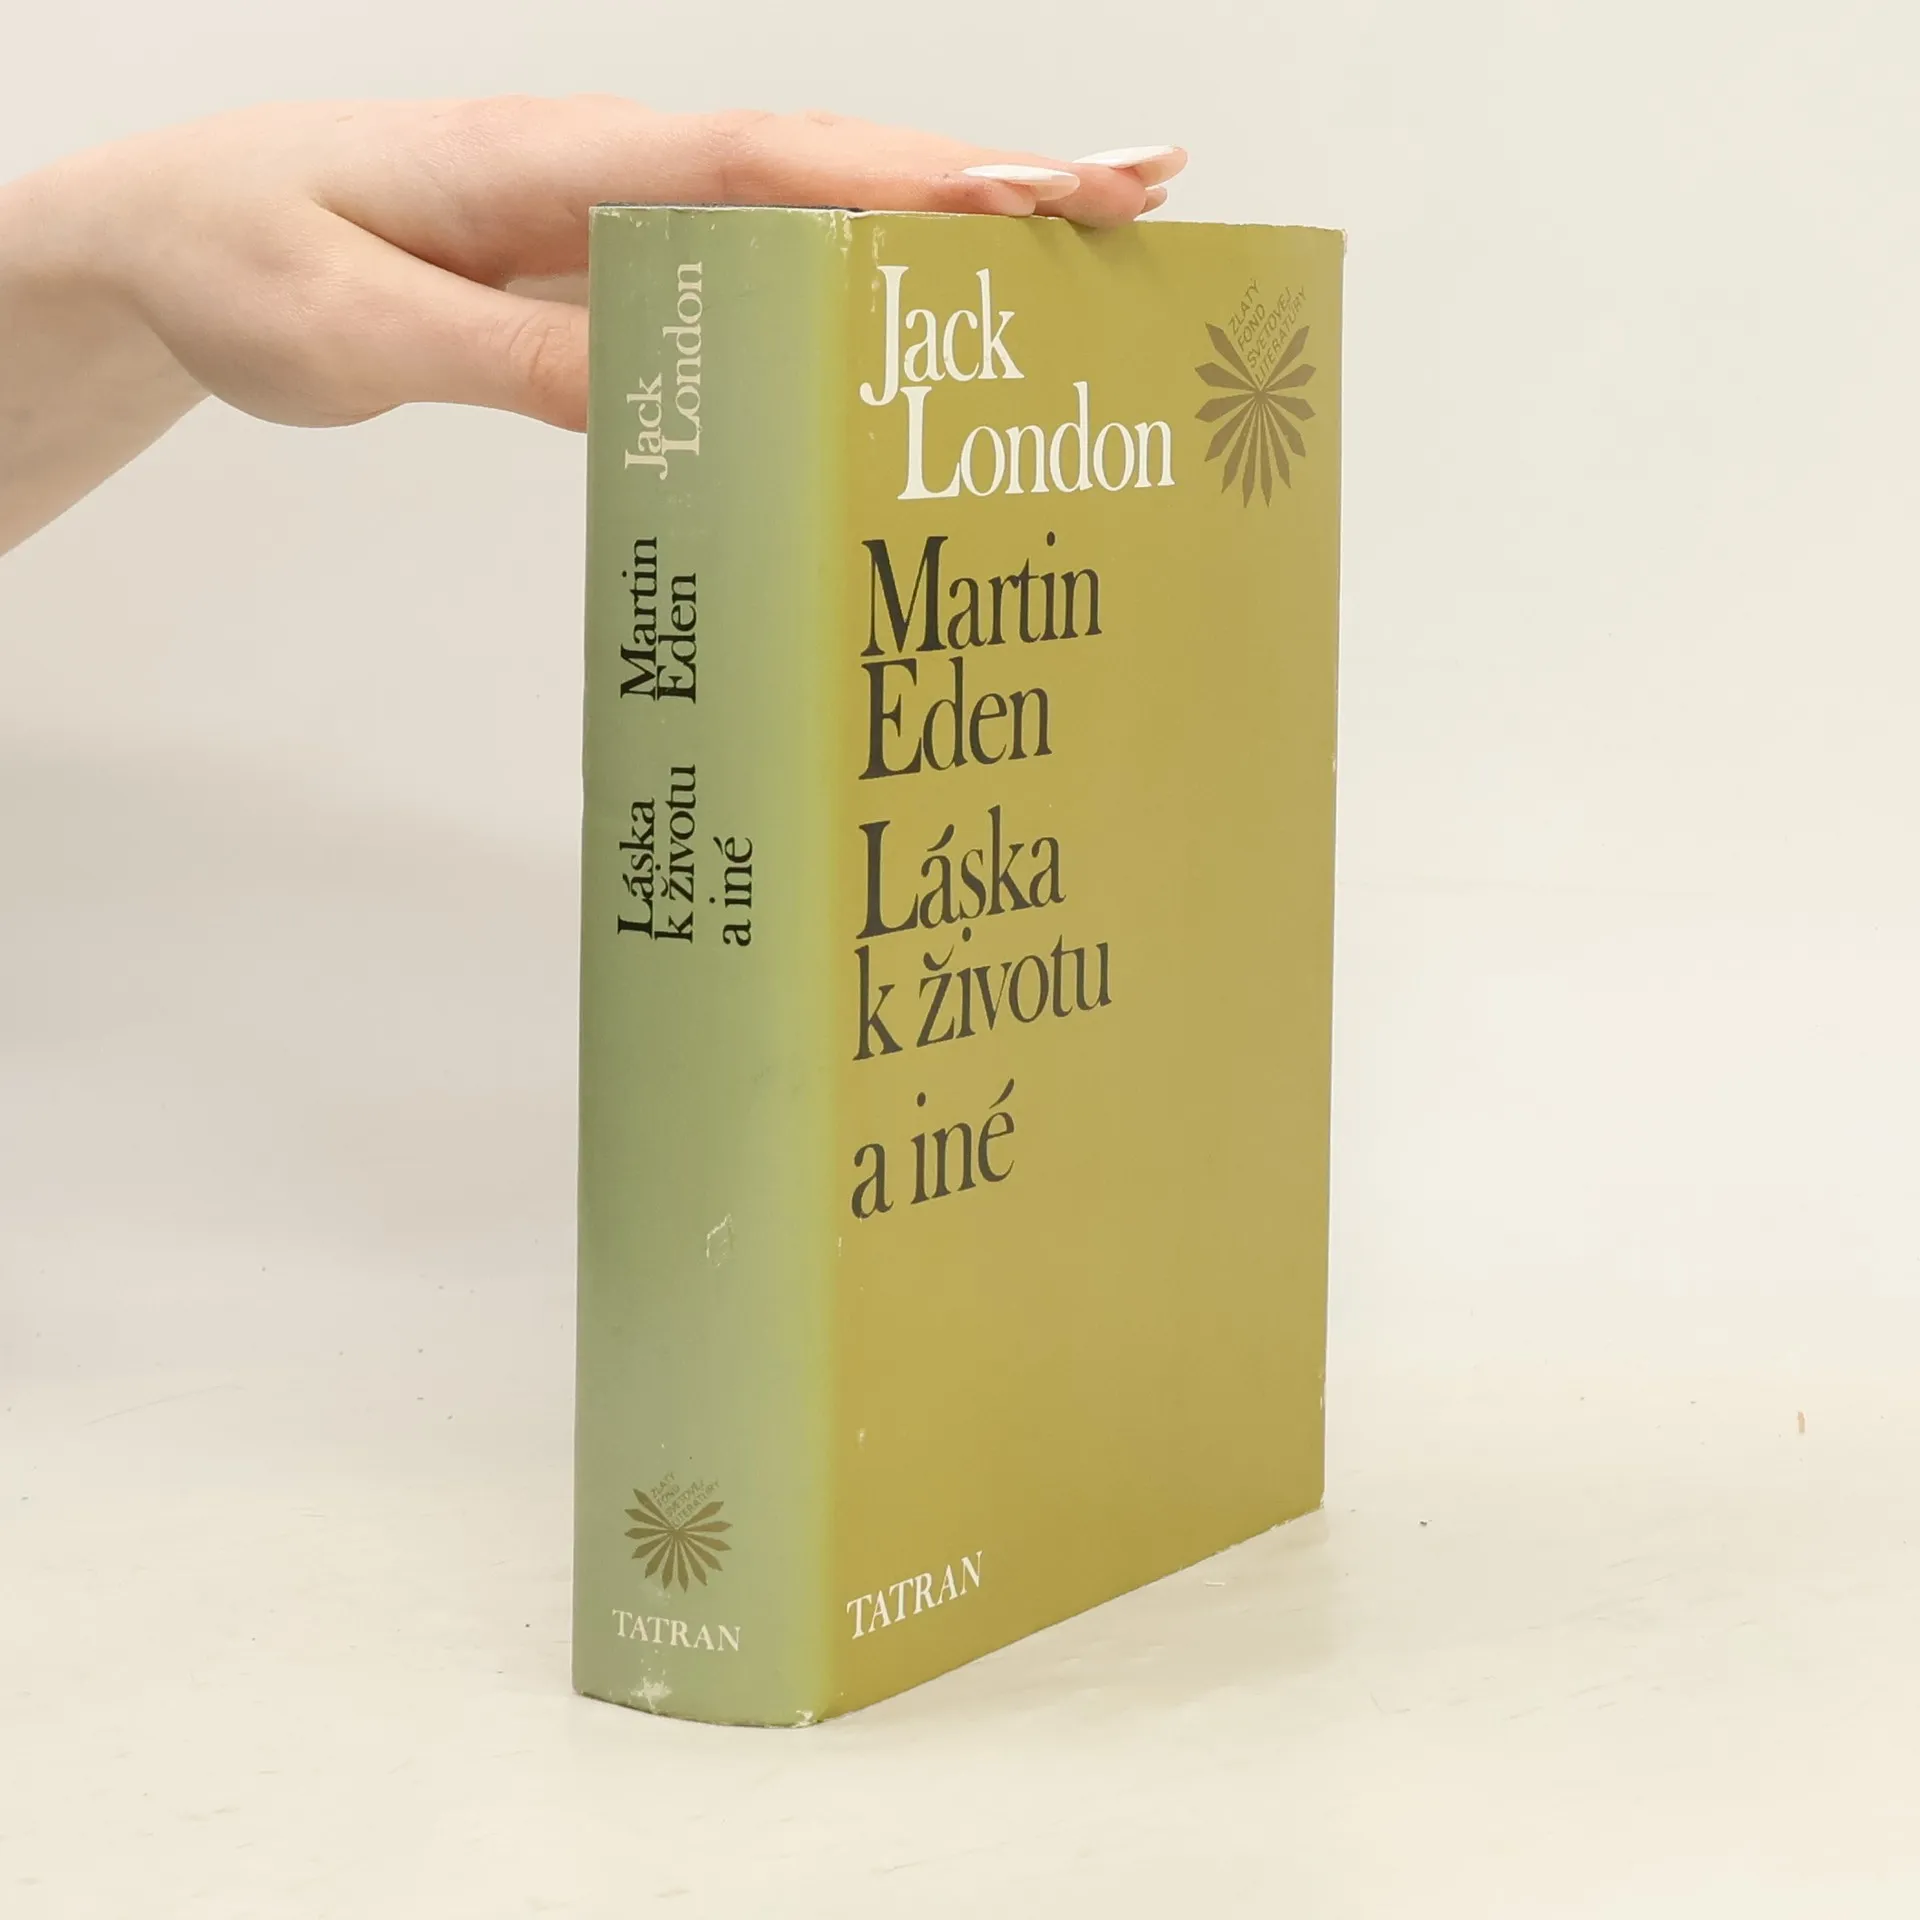 Jack
London
Martin
Eden
Láska
k životu
a iné
ZLATÝ
FOND
SVETOVEJ
LITERATÚRY
TATRAN
Jack
London
Martin
Eden
Láska
k životu
a iné
ZLATÝ
FOND
SVETOVEJ
LITERATÚRY
TATRAN